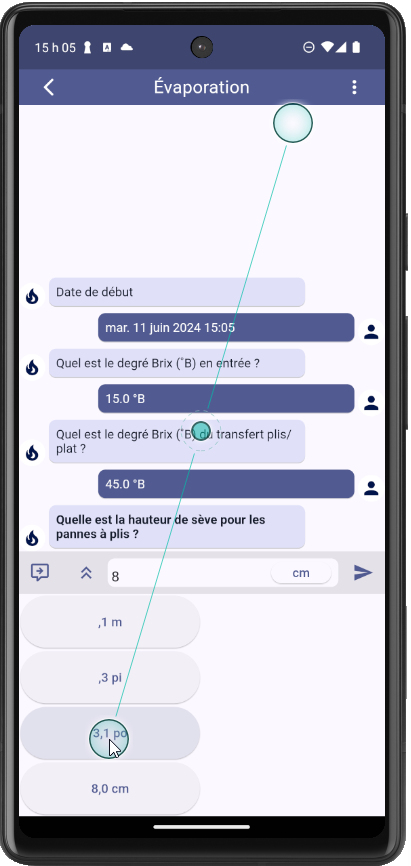 15 h 05
Évaporation
Date de début
mar. 11 juin 2024 15:05
Quel est le degré Brix (°B) en entrée ?
15.0 °B
Quel est le degré Brix (°B) du transfert plis/
plat ?
45.0 °B
Quelle est la hauteur de sève pour les
pannes à plis ?
8 cm
,1 m
,3 pi
3,1 po
8,0 cm